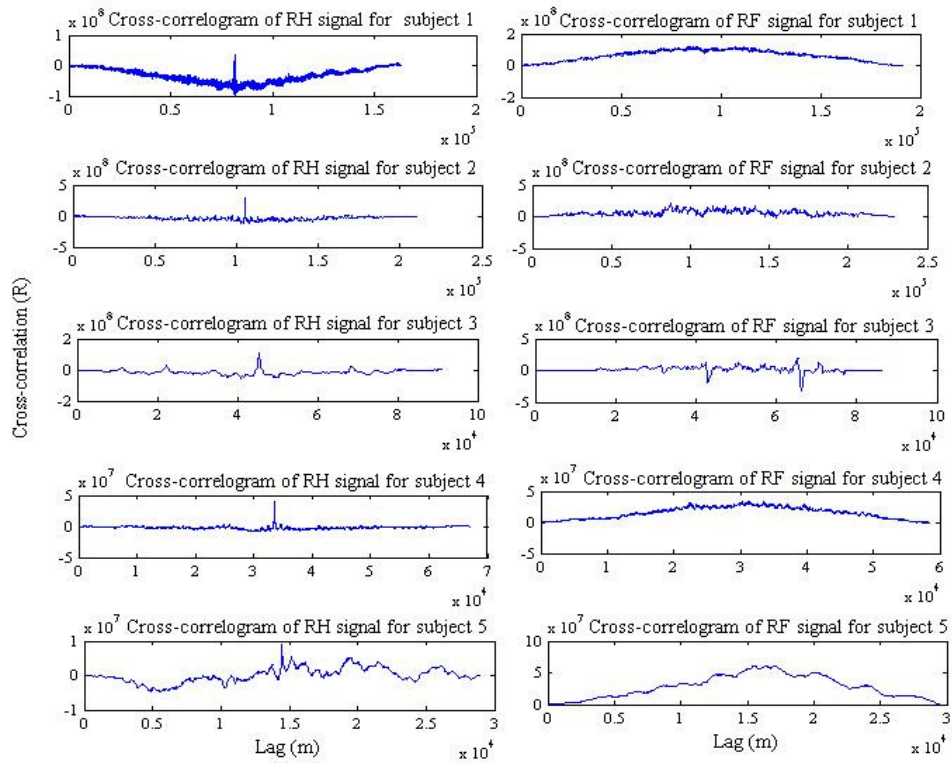 x 10^8 Cross-correlogram of RH signal for subject 1
1
0
-1
0 0.5 1 1.5 2
x 10^5
x 10^8 Cross-correlogram of RF signal for subject 1
2
0
-2
0 0.5 1 1.5 2
x 10^5
x 10^8 Cross-correlogram of RH signal for subject 2
5
0
-5
0 0.5 1 1.5 2 2.5
x 10^5
x 10^8 Cross-correlogram of RF signal for subject 2
5
0
-5
0 0.5 1 1.5 2 2.5
x 10^5
Cross-correlation (R)
x 10^8 Cross-correlogram of RH signal for subject 3
2
0
-2
0 2 4 6 8 10
x 10^4
x 10^8 Cross-correlogram of RF signal for subject 3
5
0
-5
0 2 4 6 8 10
x 10^4
x 10^7 Cross-correlogram of RH signal for subject 4
5
0
-5
0 1 2 3 4 5 6 7
x 10^4
x 10^7 Cross-correlogram of RF signal for subject 4
5
0
-5
0 1 2 3 4 5 6
x 10^4
x 10^7 Cross-correlogram of RH signal for subject 5
1
0
-1
0 0.5 1 1.5 2 2.5 3
Lag (m)
x 10^4
x 10^7 Cross-correlogram of RF signal for subject 5
10
5
0
0 0.5 1 1.5 2 2.5 3
Lag (m)
x 10^4